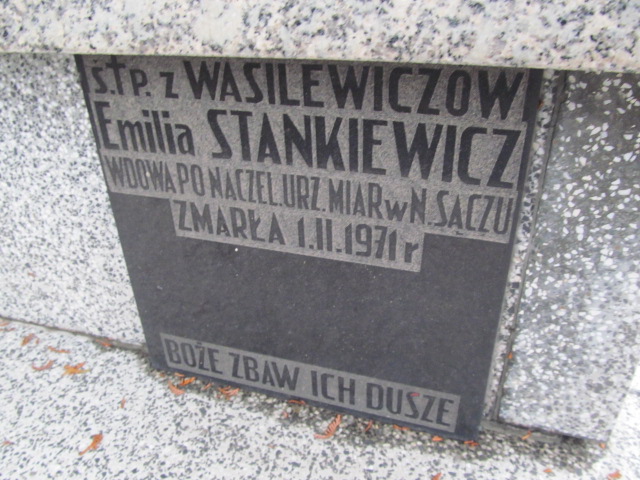 Ś.†P. z WASILEWICZÓW
Emilia STANKIEWICZ
WDOWA PO NACZEL. URZ. MIAR w N. SĄCZU
ZMARŁA 1.II.1971 r
BOŻE ZBAW ICH DUSZE